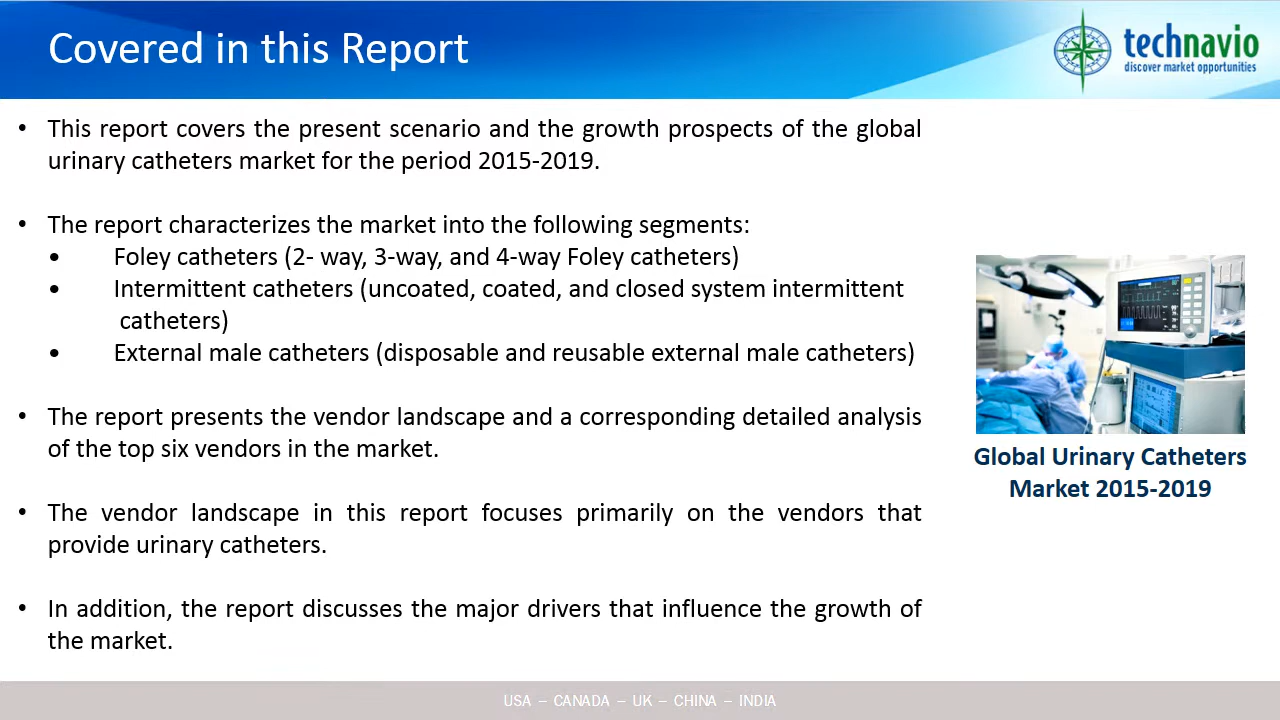 Covered in this Report
technavio
discover market opportunities
• This report covers the present scenario and the growth prospects of the global
urinary catheters market for the period 2015-2019.
• The report characterizes the market into the following segments:
• Foley catheters (2- way, 3-way, and 4-way Foley catheters)
• Intermittent catheters (uncoated, coated, and closed system intermittent
catheters)
• External male catheters (disposable and reusable external male catheters)
• The report presents the vendor landscape and a corresponding detailed analysis
of the top six vendors in the market.
• The vendor landscape in this report focuses primarily on the vendors that
provide urinary catheters.
• In addition, the report discusses the major drivers that influence the growth of
the market.
Global Urinary Catheters
Market 2015-2019
USA – CANADA – UK – CHINA – INDIA